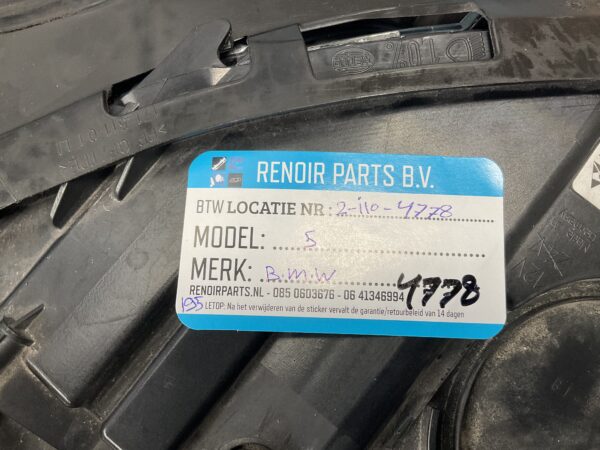 HELLA
RENOIR PARTS B.V.
BTW LOCATIE NR : 2-110-4778
MODEL: 5
MERK: B.M.W
RENOIRPARTS.NL - 085 0603676 - 06 41346994
4778
195 LETOP: Na het verwijderen van de sticker vervalt de garantie/retourbeleid van 14 dagen